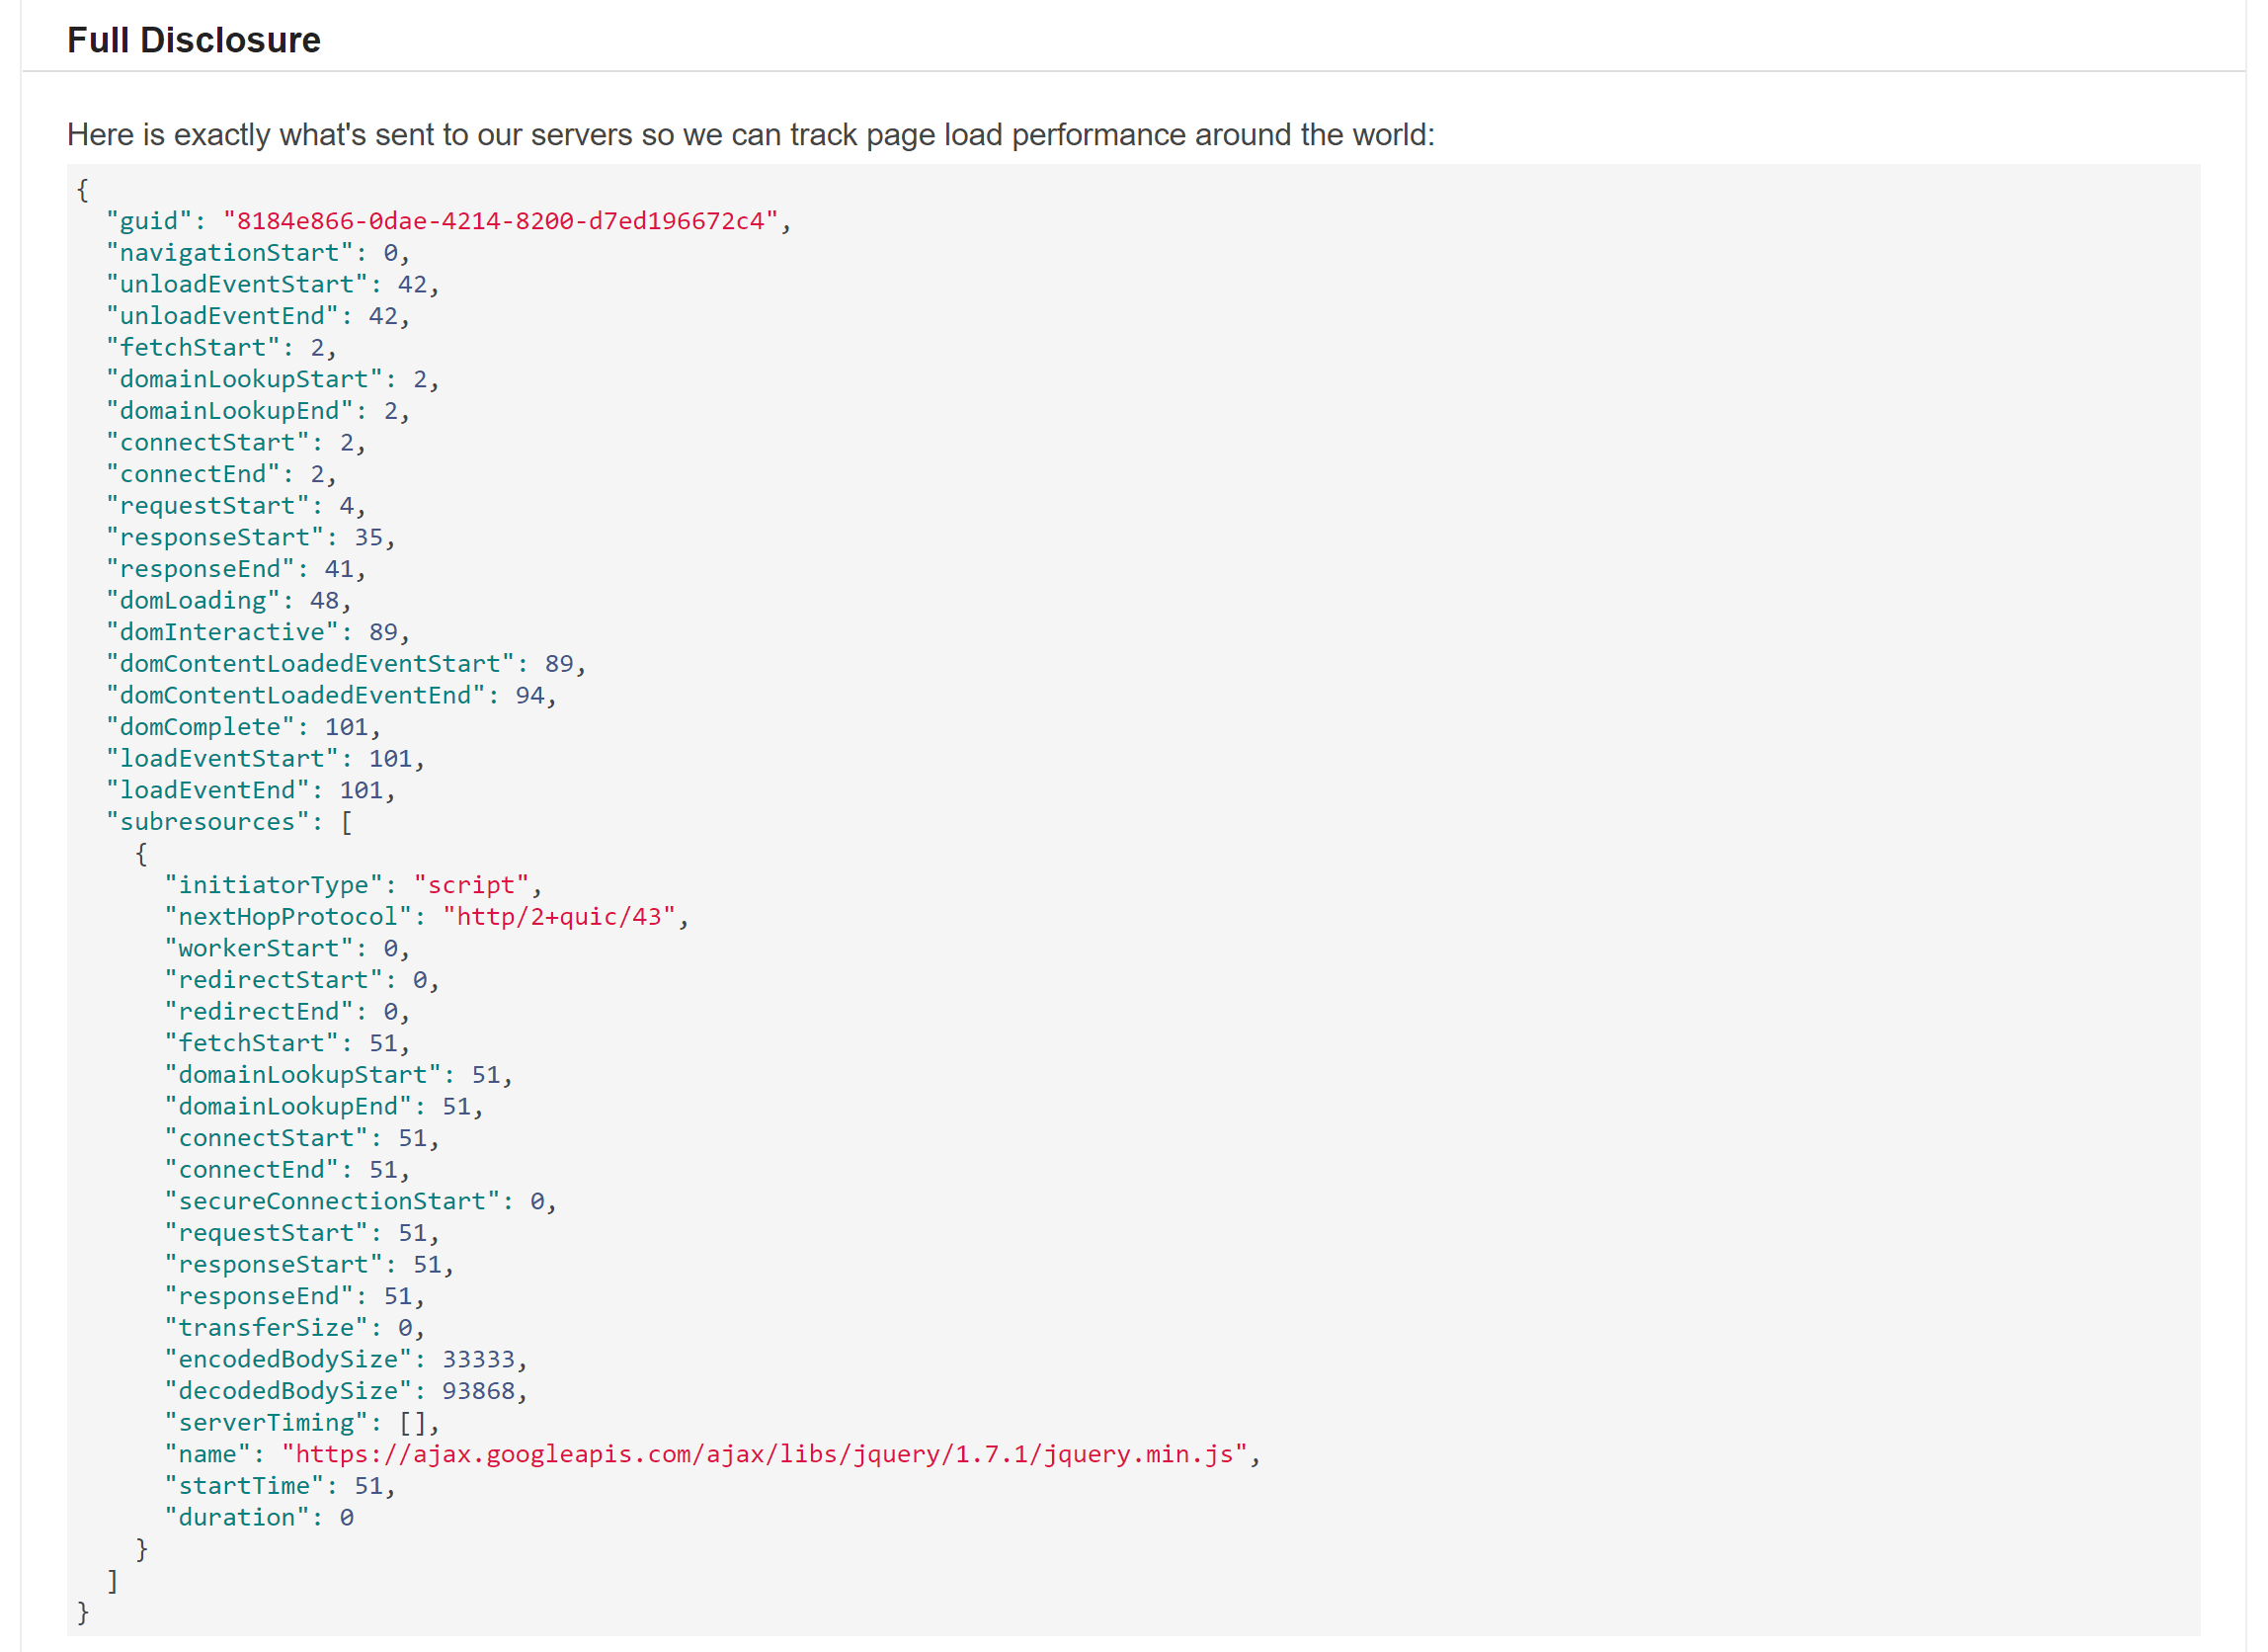 Full Disclosure
Here is exactly what's sent to our servers so we can track page load performance around the world:
{
  "guid": "8184e866-0dae-4214-8200-d7ed196672c4",
  "navigationStart": 0,
  "unloadEventStart": 42,
  "unloadEventEnd": 42,
  "fetchStart": 2,
  "domainLookupStart": 2,
  "domainLookupEnd": 2,
  "connectStart": 2,
  "connectEnd": 2,
  "requestStart": 4,
  "responseStart": 35,
  "responseEnd": 41,
  "domLoading": 48,
  "domInteractive": 89,
  "domContentLoadedEventStart": 89,
  "domContentLoadedEventEnd": 94,
  "domComplete": 101,
  "loadEventStart": 101,
  "loadEventEnd": 101,
  "subresources": [
    {
      "initiatorType": "script",
      "nextHopProtocol": "http/2+quic/43",
      "workerStart": 0,
      "redirectStart": 0,
      "redirectEnd": 0,
      "fetchStart": 51,
      "domainLookupStart": 51,
      "domainLookupEnd": 51,
      "connectStart": 51,
      "connectEnd": 51,
      "secureConnectionStart": 0,
      "requestStart": 51,
      "responseStart": 51,
      "responseEnd": 51,
      "transferSize": 0,
      "encodedBodySize": 33333,
      "decodedBodySize": 93868,
      "serverTiming": [],
      "name": "https://ajax.googleapis.com/ajax/libs/jquery/1.7.1/jquery.min.js",
      "startTime": 51,
      "duration": 0
    }
  ]
}